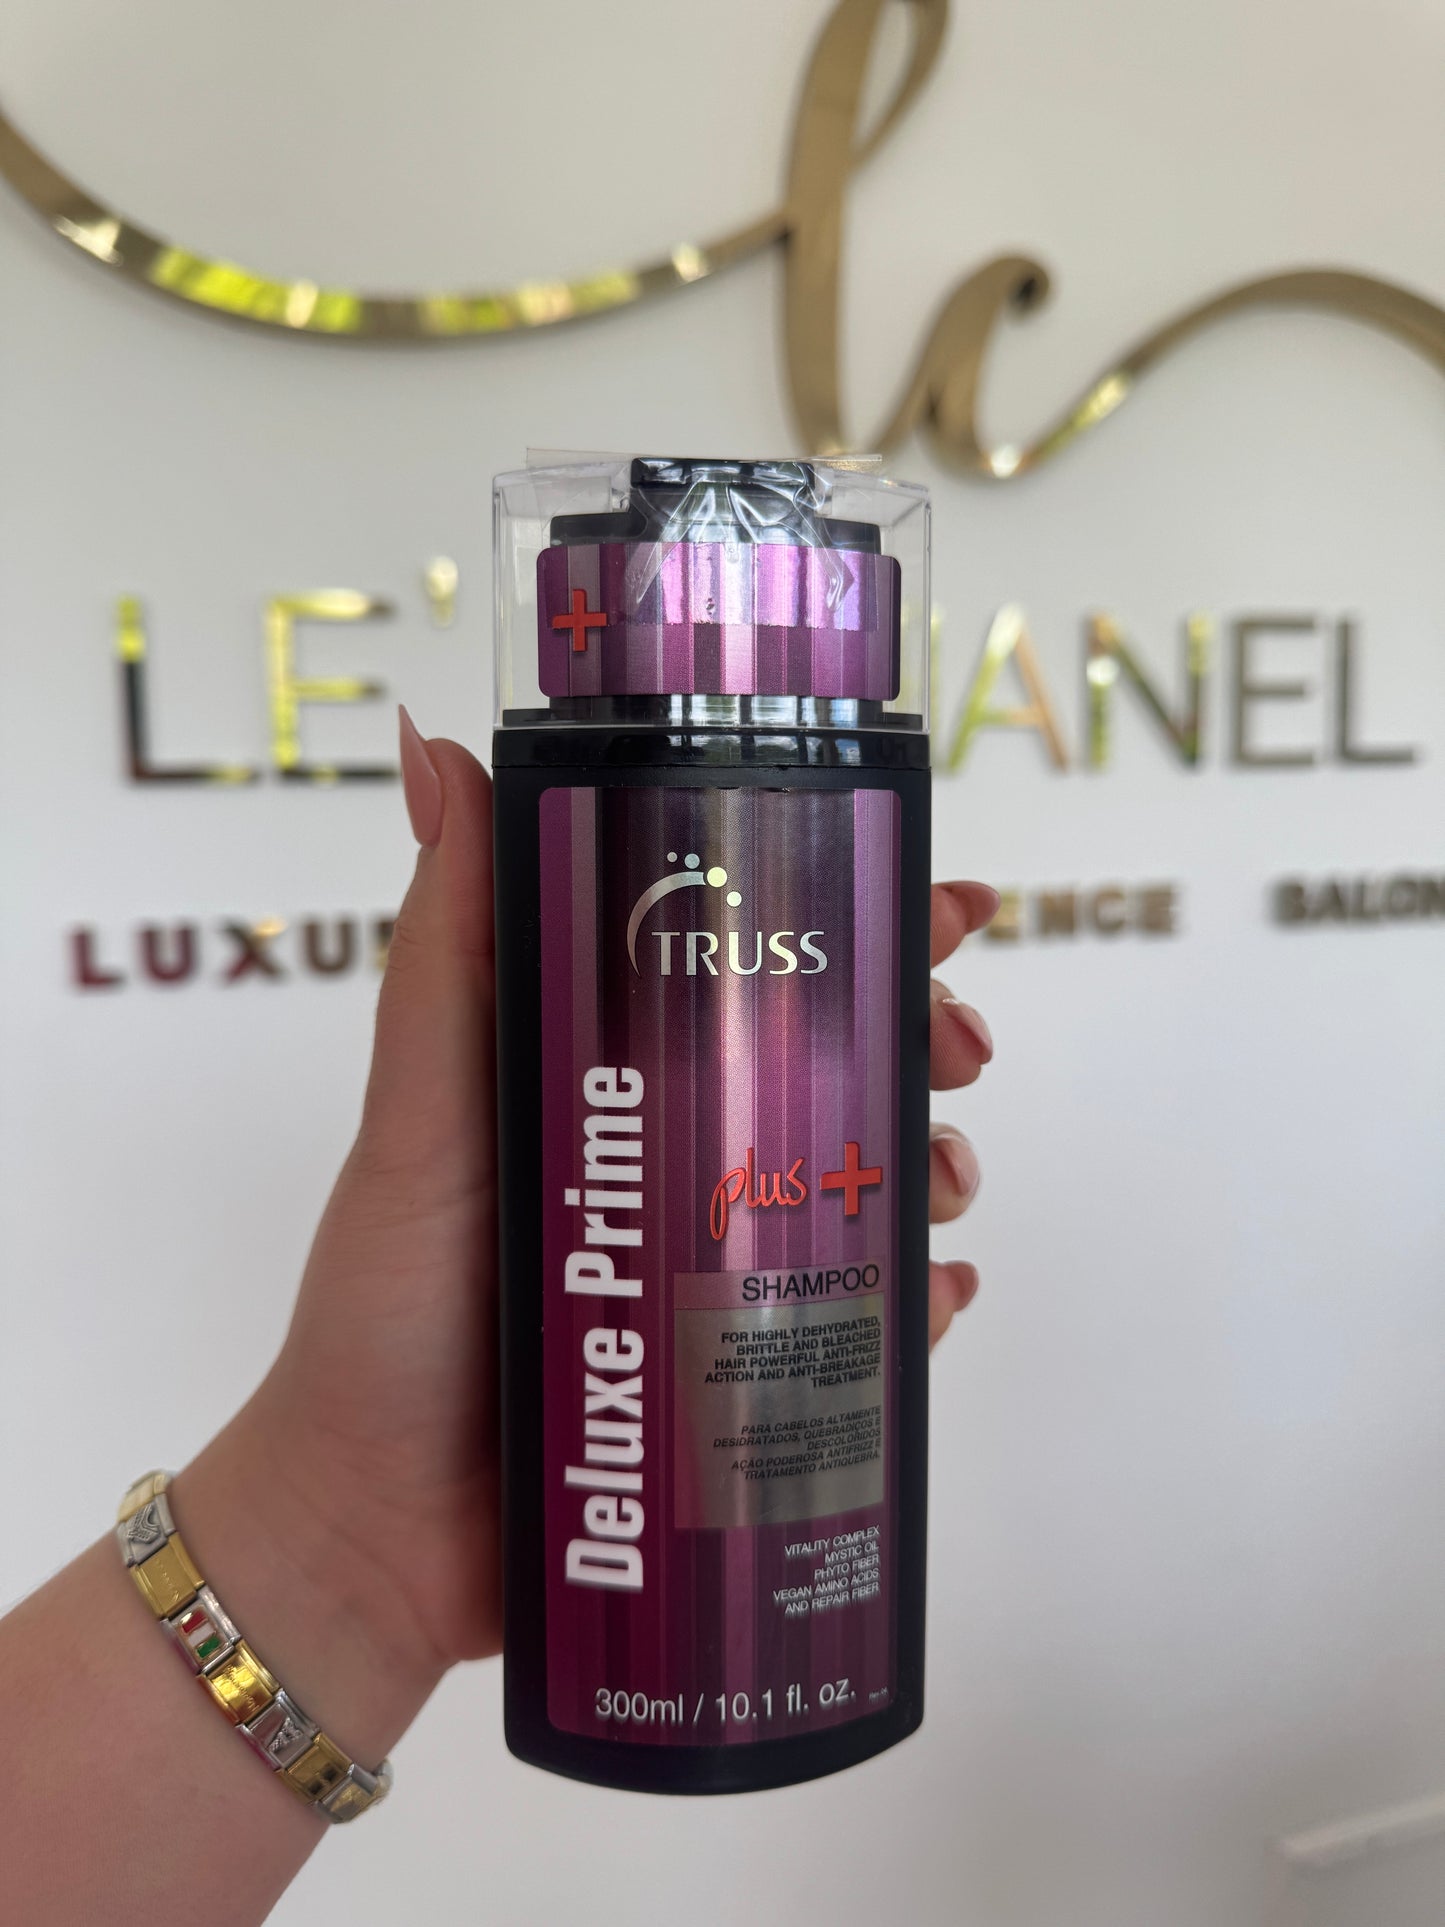 LE'
HANEL
LUXU
ENCE SALON
TRUSS
Deluxe Prime
plus +
SHAMPOO
FOR HIGHLY DEHYDRATED,
BRITTLE AND BLEACHED
HAIR POWERFUL ANTI-FRIZZ
ACTION AND ANTI-BREAKAGE
TREATMENT.
PARA CABELOS ALTAMENTE
DESIDRATADOS, QUEBRADIÇOS E
DESCOLORIDOS
AÇÃO PODEROSA ANTIFRIZZ E
TRATAMENTO ANTIQUEBRA.
VITALITY COMPLEX
MYSTIC OIL
PHYTO FIBER
VEGAN AMINO ACIDS
AND REPAIR FIBER
300ml / 10.1 fl. oz.